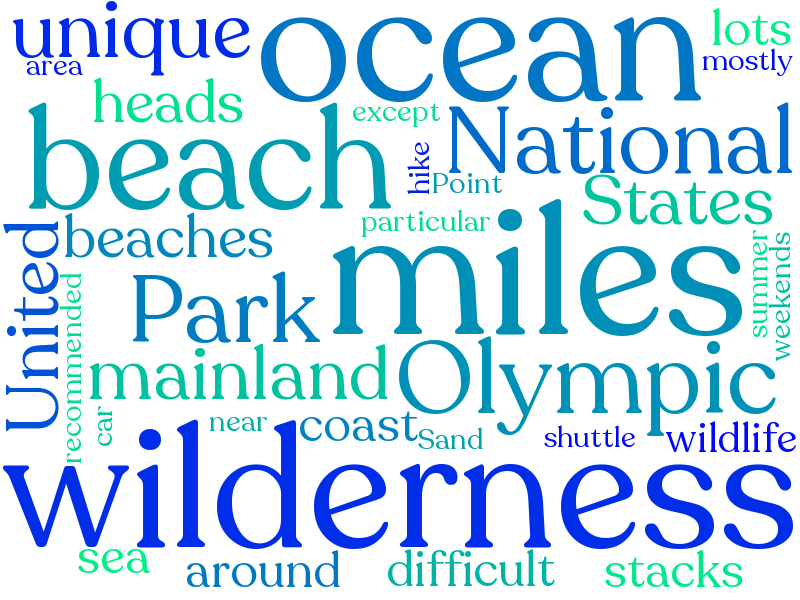 unique
ocean
lots
area
mostly
heads
except
beach
National
hike
Point
States
particular
United
beaches
miles
summer
weekends
recommended
Park
mainland
Olympic
car
near
coast
Sand
shuttle
wildlife
wilderness
sea
around
difficult
stacks